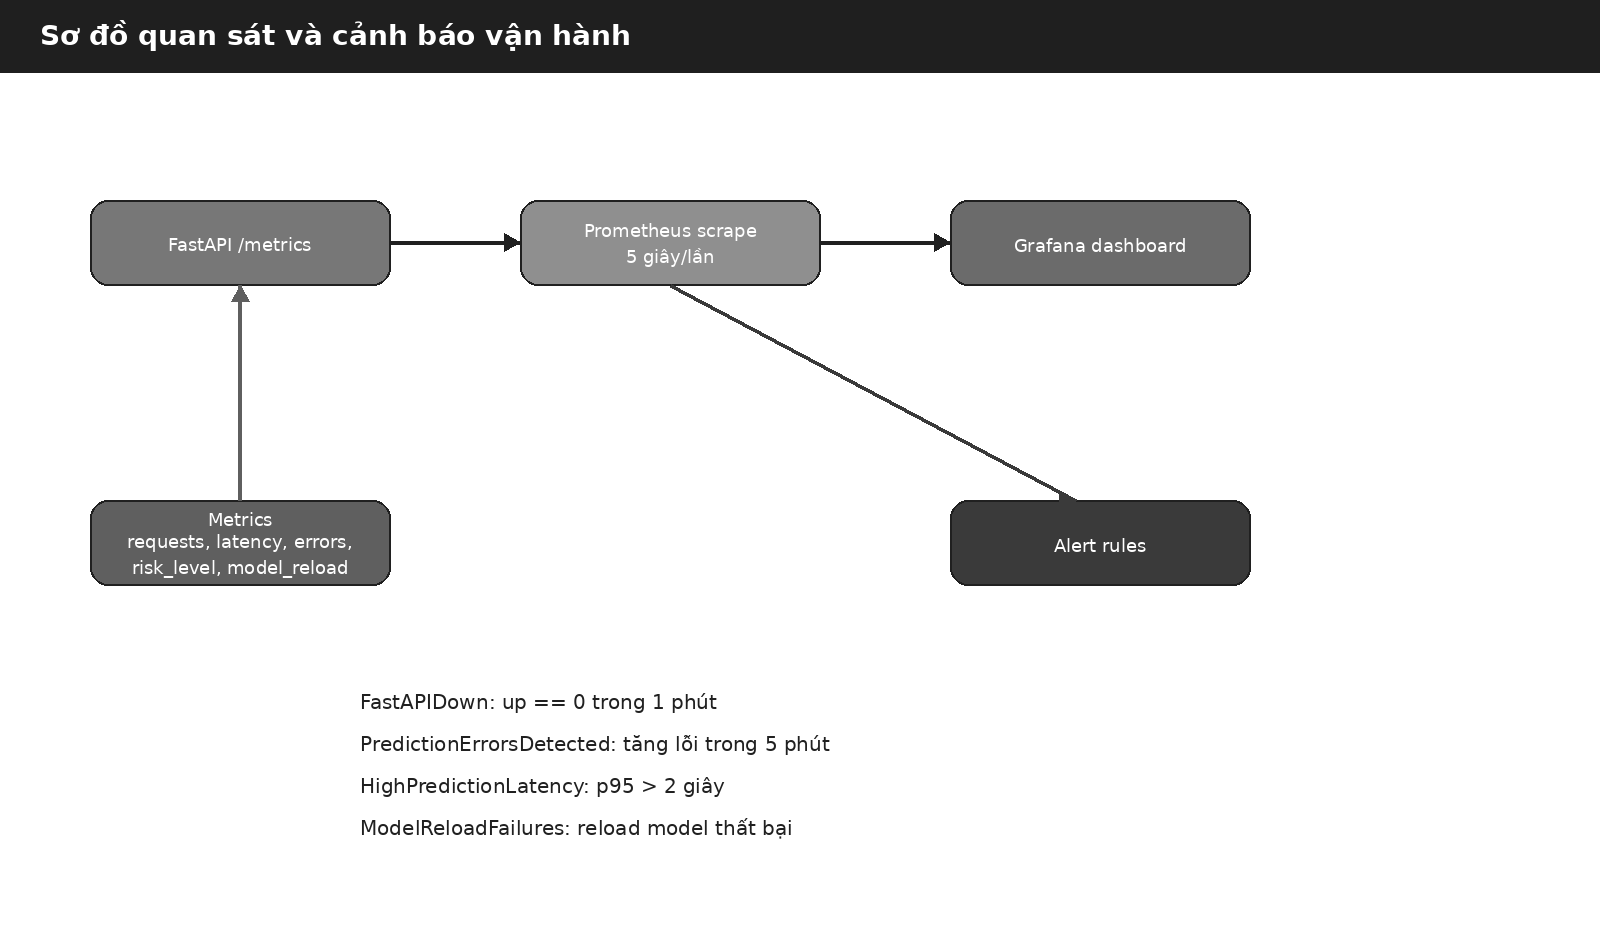 Sơ đồ quan sát và cảnh báo vận hành
FastAPI /metrics
Prometheus scrape
5 giây/lần
Grafana dashboard
Metrics
requests, latency, errors,
risk_level, model_reload
Alert rules
FastAPIDown: up == 0 trong 1 phút
PredictionErrorsDetected: tăng lỗi trong 5 phút
HighPredictionLatency: p95 > 2 giây
ModelReloadFailures: reload model thất bại